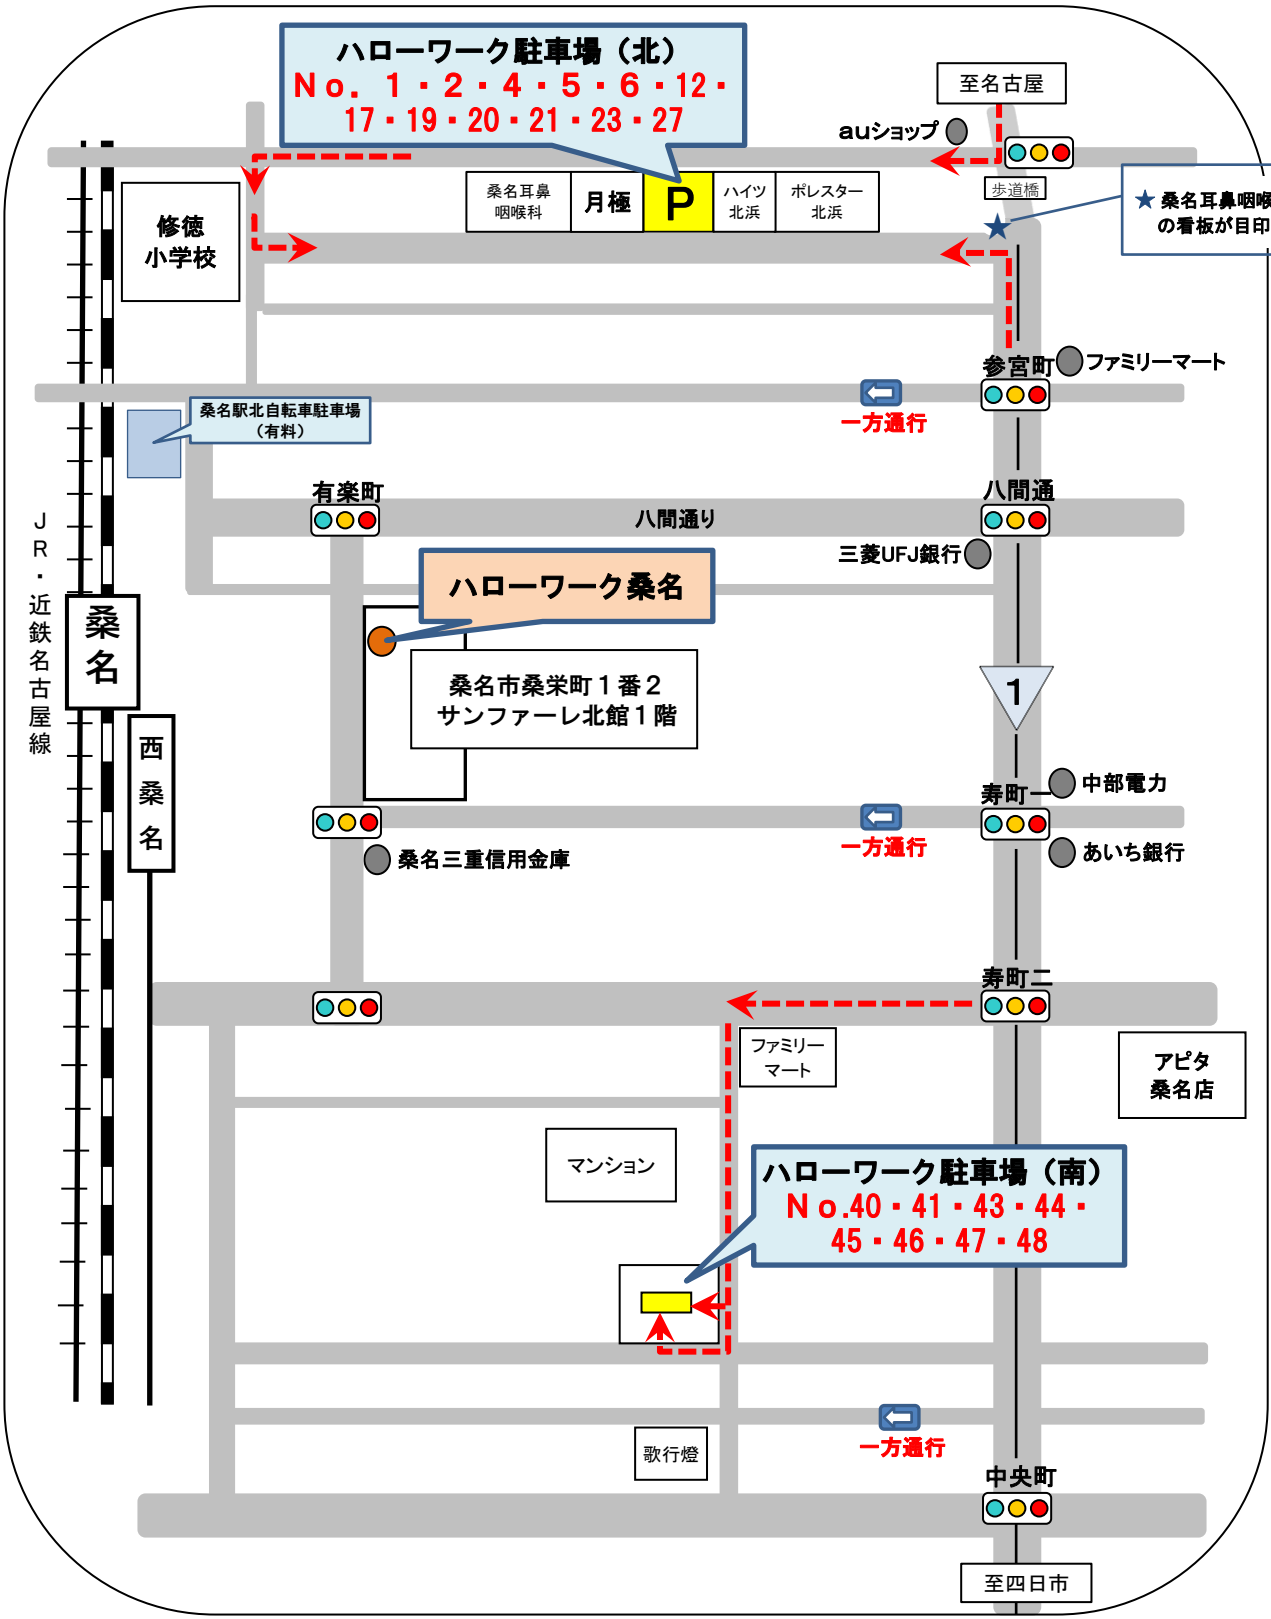 ハローワーク駐車場（北）
Ｎｏ．１・２・４・５・６・12・
17・19・20・21・23・27
至名古屋
auショップ
歩道橋
★ 桑名耳鼻咽喉
の看板が目印
桑名耳鼻
咽喉科
月極
P
ハイツ
北浜
ポレスター
北浜
修徳
小学校
参宮町
ファミリーマート
一方通行
桑名駅北自転車駐車場
（有料）
有楽町
八間通り
八間通
三菱UFJ銀行
ＪＲ・近鉄名古屋線
桑名
西桑名
ハローワーク桑名
桑名市桑栄町１番２
サンファーレ北館１階
1
中部電力
寿町一
一方通行
あいち銀行
桑名三重信用金庫
寿町二
ファミリー
マート
アピタ
桑名店
マンション
ハローワーク駐車場（南）
Ｎｏ.40・41・43・44・
45・46・47・48
一方通行
歌行燈
中央町
至四日市